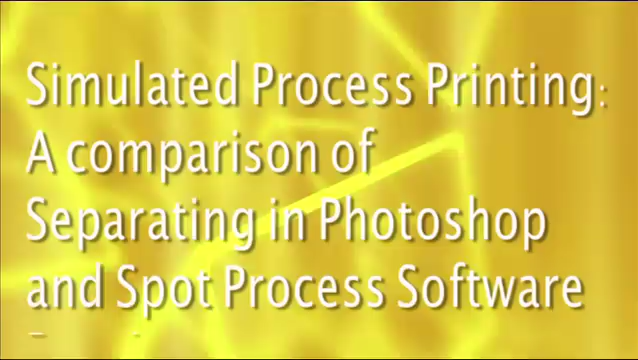 Simulated Process Printing:
A comparison of
Separating in Photoshop
and Spot Process Software